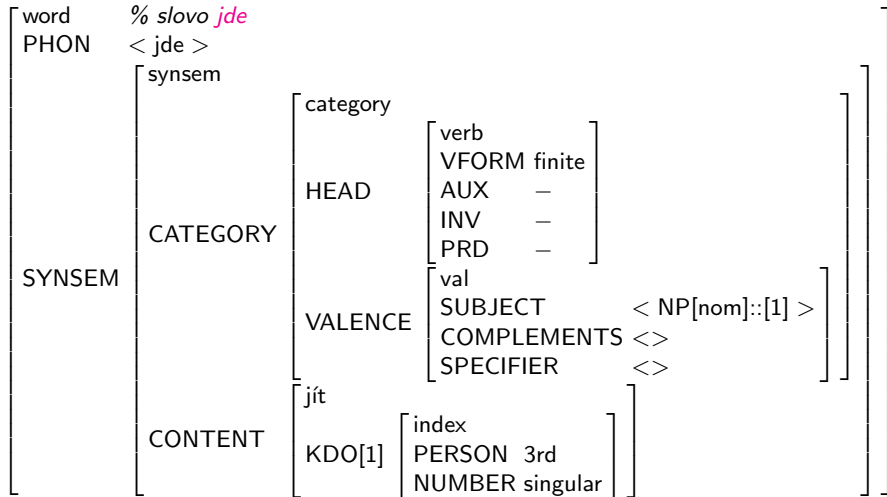 word % slovo jde
PHON < jde >
synsem
category
verb
VFORM finite
HEAD AUX −
INV −
CATEGORY PRD −
SYNSEM val
SUBJECT < NP[nom]::[1] >
VALENCE COMPLEMENTS <>
SPECIFIER <>
jít
index
CONTENT KDO[1] PERSON 3rd
NUMBER singular